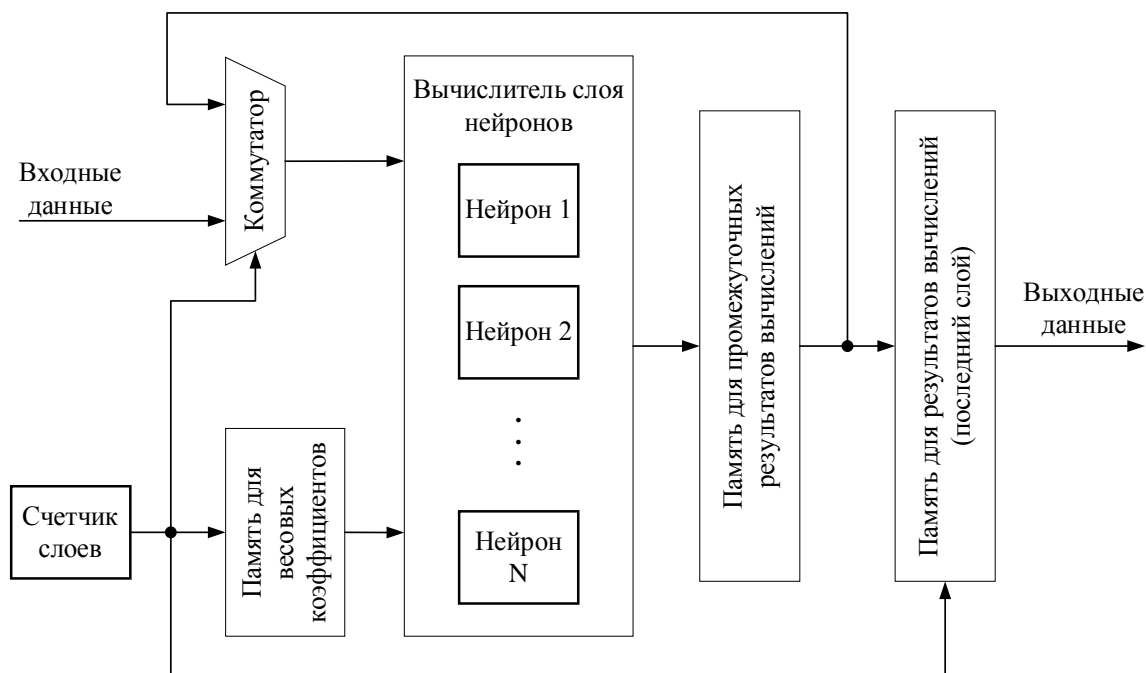 Входные
данные
Коммутатор
Счетчик
слоев
Память для
весовых
коэффициентов
Вычислитель слоя
нейронов
Нейрон 1
Нейрон 2
Нейрон
N
Память для промежуточных
результатов вычислений
Память для результатов вычислений
(последний слой)
Выходные
данные